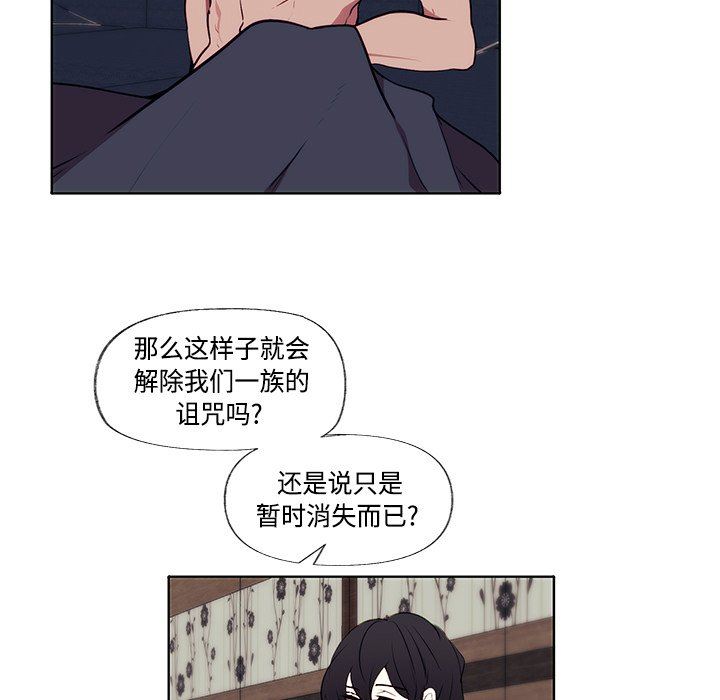 那么这样子就会
解除我们一族的
诅咒吗?
还是说只是
暂时消失而已?